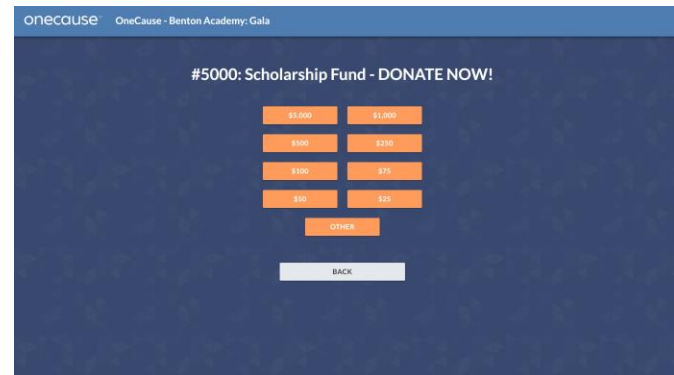 onecause OneCause - Benton Academy: Gala
#5000: Scholarship Fund - DONATE NOW!
$5,000 $1,000
$500 $250
$100 $75
$50 $25
OTHER
BACK